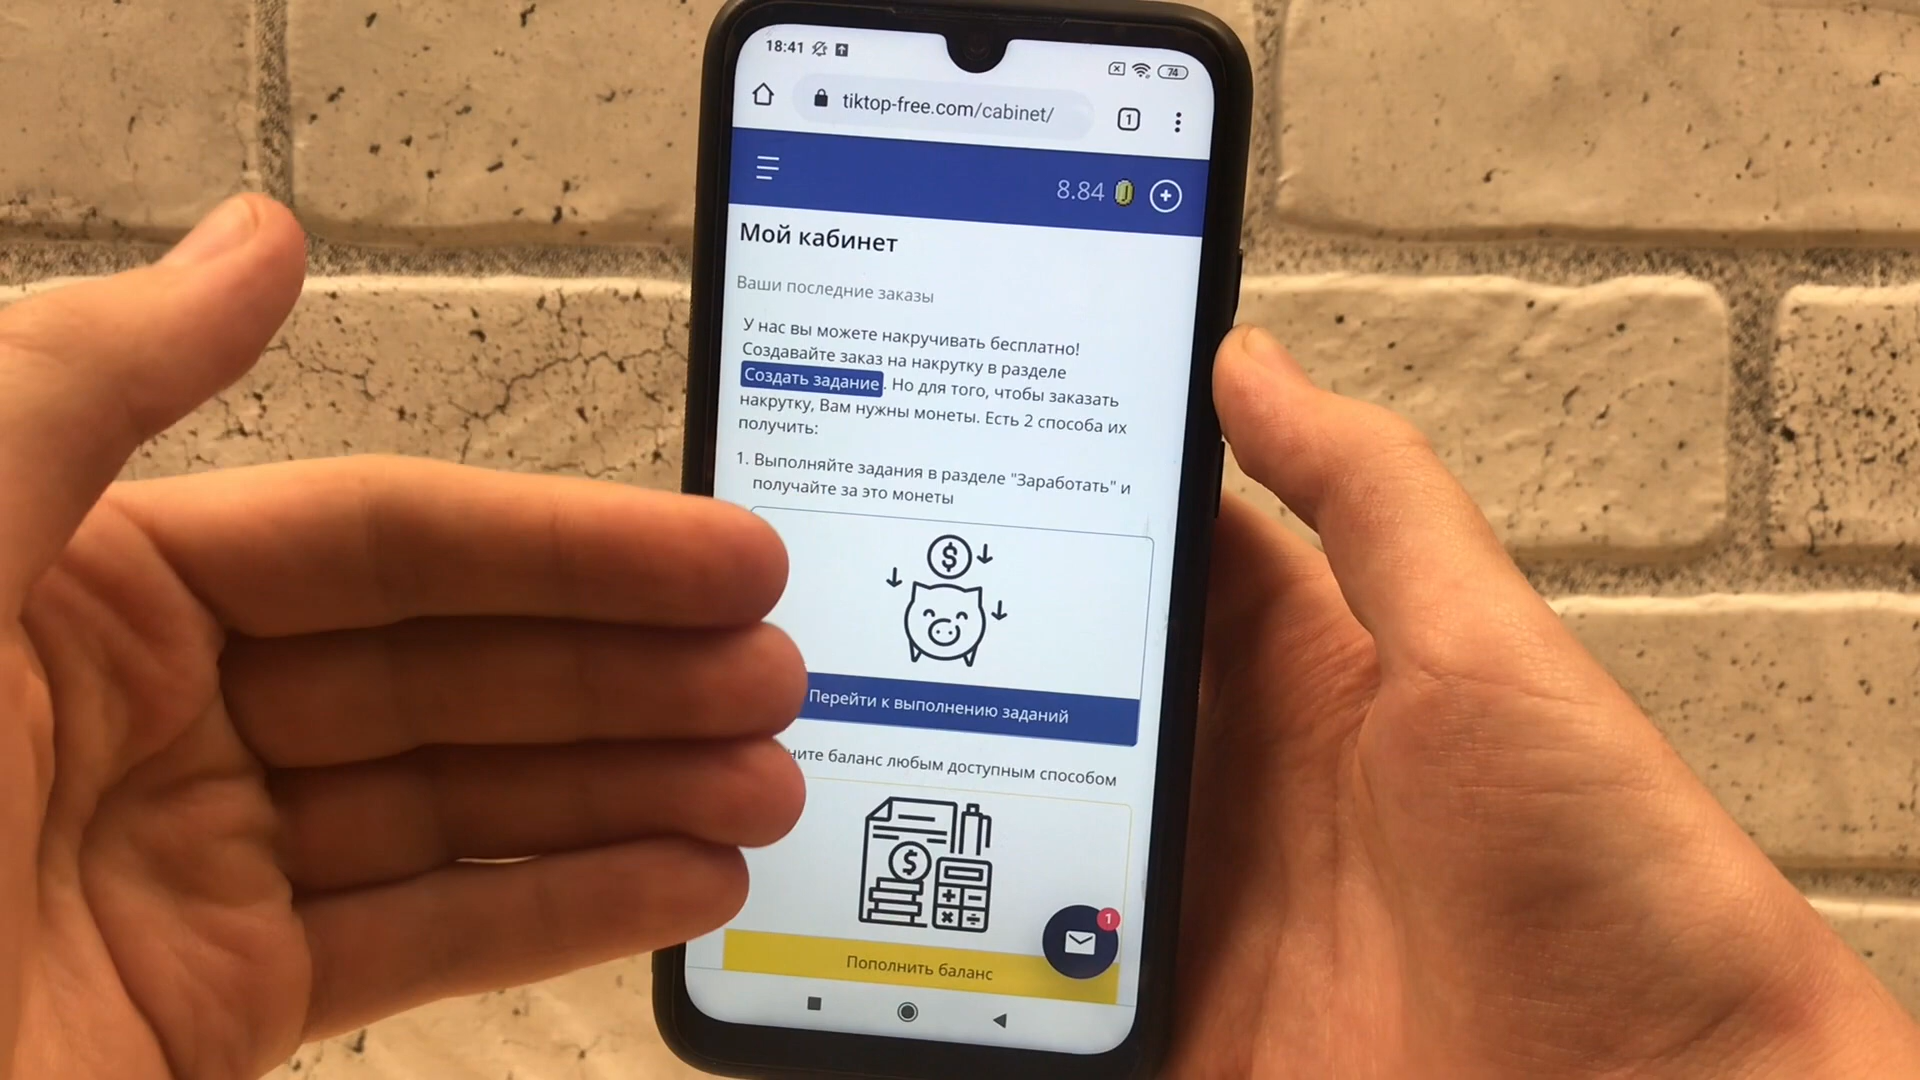 18:41
74
tiktop-free.com/cabinet/
1
8.84
Мой кабинет
Ваши последние заказы
У нас вы можете накручивать бесплатно!
Создавайте заказ на накрутку в разделе
Создать задание. Но для того, чтобы заказать
накрутку, Вам нужны монеты. Есть 2 способа их
получить:
1. Выполняйте задания в разделе "Заработать" и
получайте за это монеты
$
Перейти к выполнению заданий
баланс любым доступным способом
$
1
Пополнить баланс